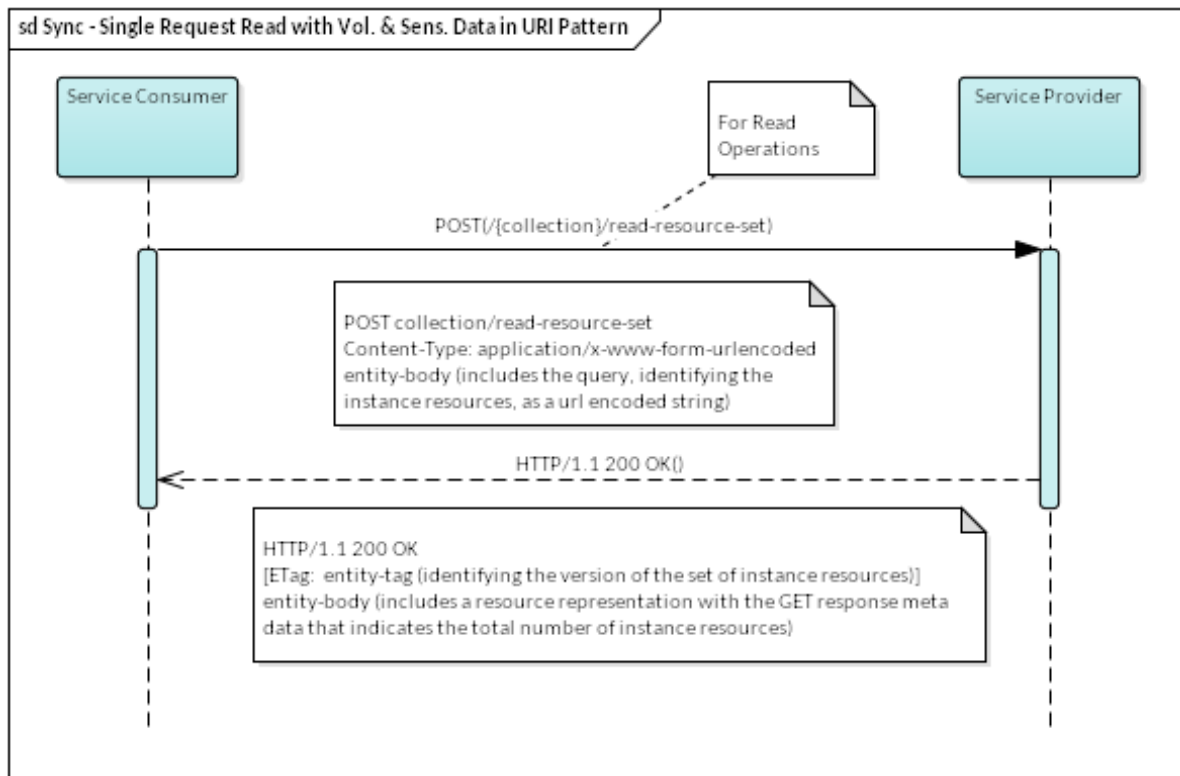 sd Sync - Single Request Read with Vol. & Sens. Data in URI Pattern
Service Consumer
Service Provider
For Read
Operations
POST(/{collection}/read-resource-set)
POST collection/read-resource-set
Content-Type: application/x-www-form-urlencoded
entity-body (includes the query, identifying the
instance resources, as a url encoded string)
HTTP/1.1 200 OK()
HTTP/1.1 200 OK
[ETag:  entity-tag (identifying the version of the set of instance resources)]
entity-body (includes a resource representation with the GET response meta
data that indicates the total number of instance resources)